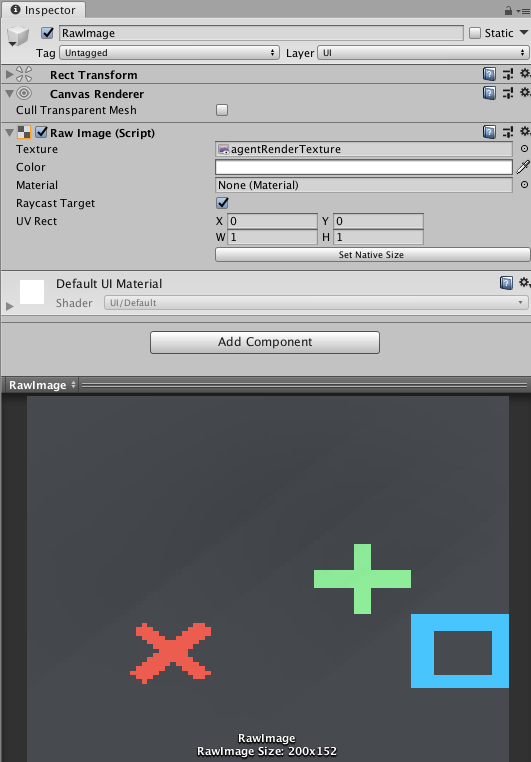 Inspector
RawImage Static
Tag Untagged Layer UI
Rect Transform
Canvas Renderer
Cull Transparent Mesh
Raw Image (Script)
Texture agentRenderTexture
Color
Material None (Material)
Raycast Target
UV Rect X 0 Y 0
W 1 H 1
Set Native Size
Default UI Material
Shader UI/Default
Add Component
RawImage
RawImage
RawImage Size: 200x152